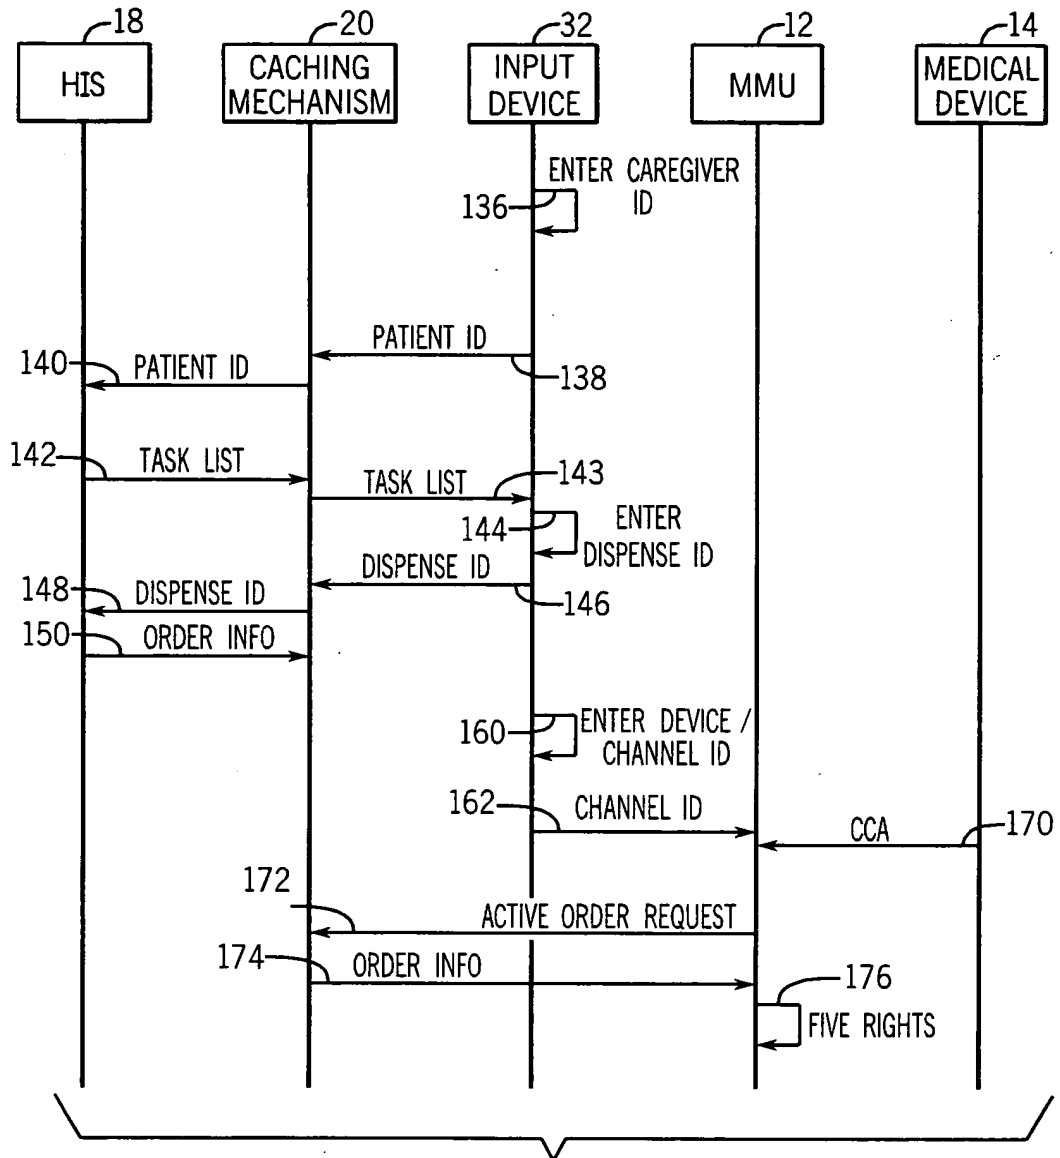 18
20
32
12
14
HIS
CACHING
MECHANISM
INPUT
DEVICE
MMU
MEDICAL
DEVICE
ENTER CAREGIVER
ID
136
PATIENT ID
138
140
PATIENT ID
142
TASK LIST
TASK LIST
143
144
ENTER
DISPENSE ID
DISPENSE ID
146
148
DISPENSE ID
150
ORDER INFO
160
ENTER DEVICE /
CHANNEL ID
162
CHANNEL ID
CCA
170
172
ACTIVE ORDER REQUEST
174
ORDER INFO
176
FIVE RIGHTS